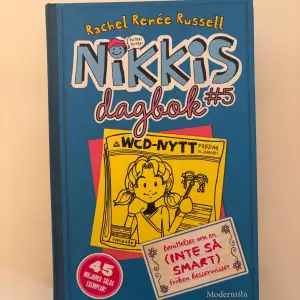 Rachel Renée Russell
NiKKiS
dagbok #5
WCD-NYTT
FREDAG
Berättelser om en
(INTE SÅ
SMART)
fröken Besserwisser
45
MILJONER SÅLDA
EXEMPLAR!
Modernista